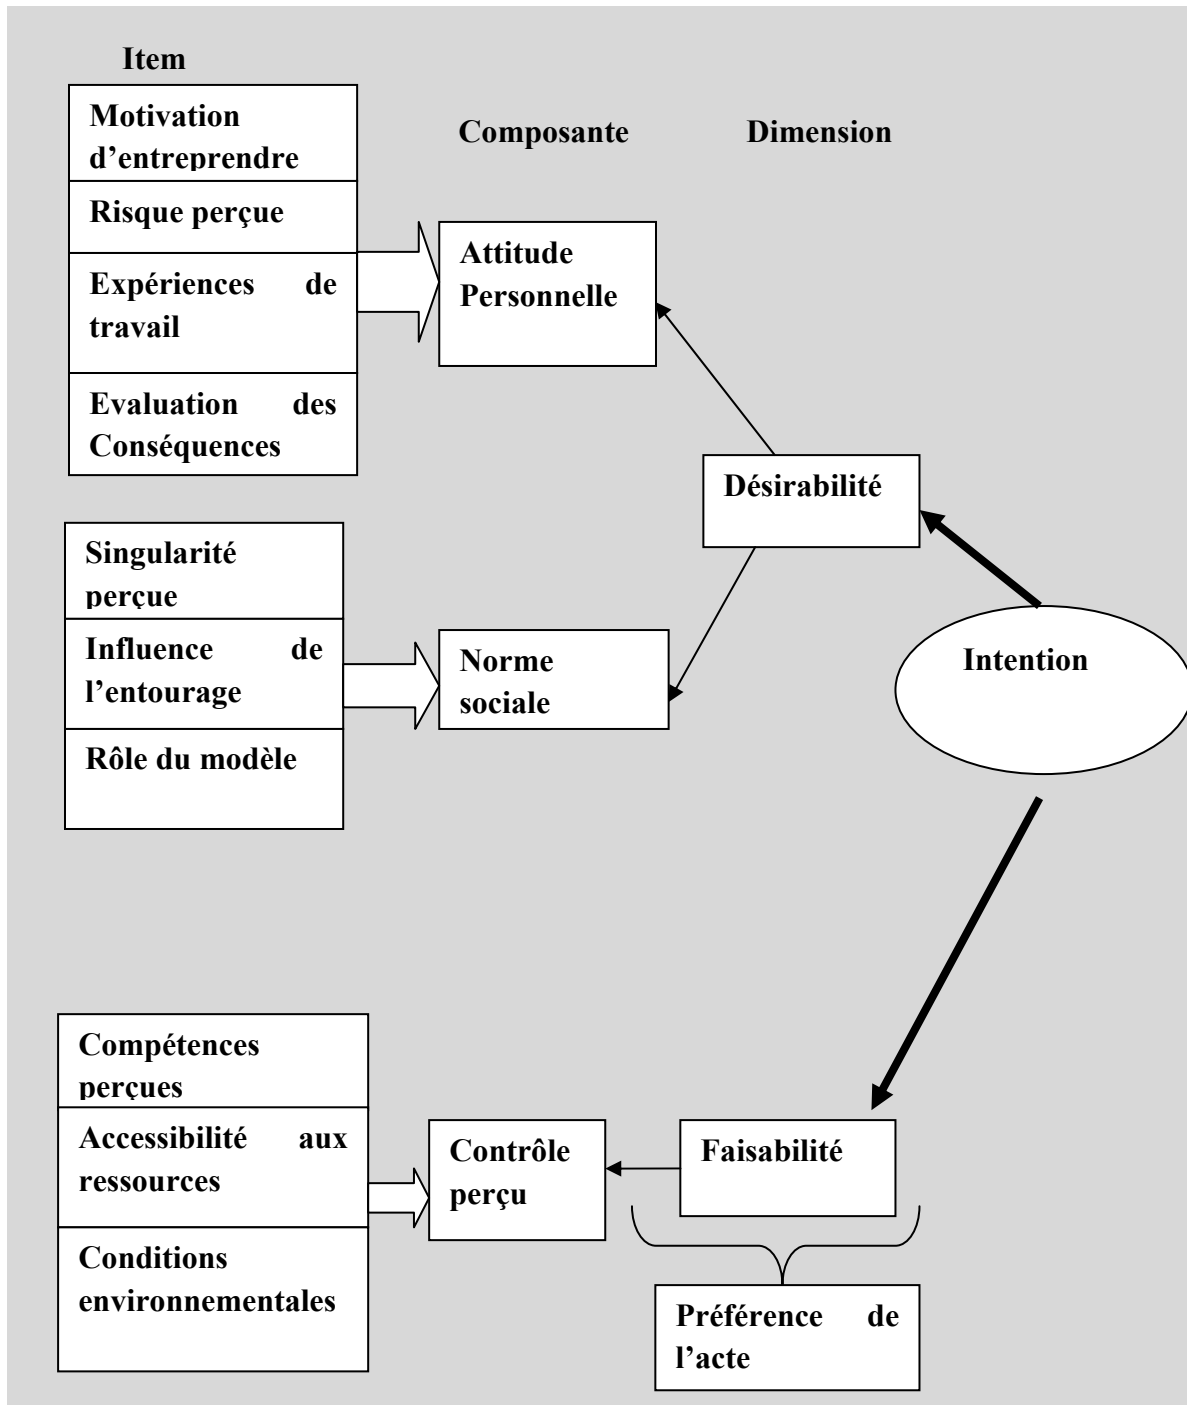 Item
Motivation
d’entreprendre
Risque perçue
Expériences de
travail
Evaluation des
Conséquences
Composante
Dimension
Attitude
Personnelle
Désirabilité
Singularité
perçue
Influence de
l’entourage
Rôle du modèle
Norme
sociale
Intention
Compétences
perçues
Accessibilité aux
ressources
Conditions
environnementales
Contrôle
perçu
Faisabilité
Préférence de
l’acte